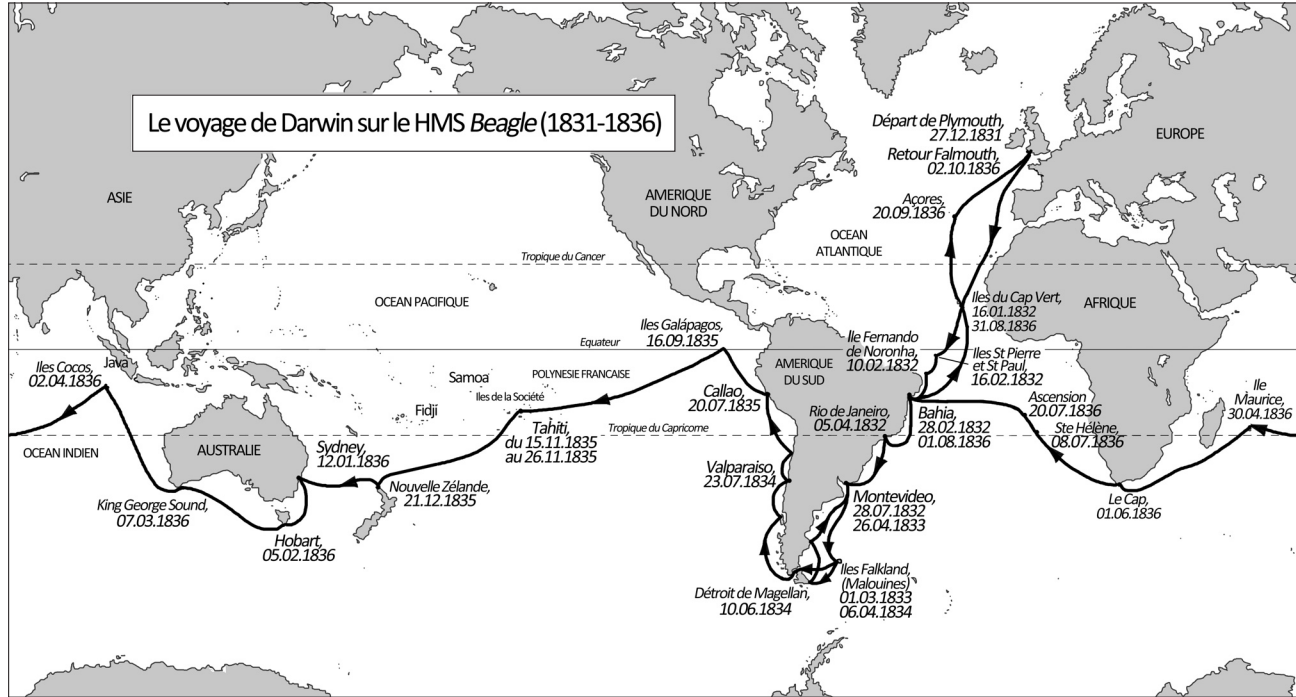 Le voyage de Darwin sur le HMS Beagle (1831-1836)
Départ de Plymouth,
27.12.1831
Retour Falmouth,
02.10.1836
EUROPE
ASIE
AMERIQUE
DU NORD
Açores,
20.09.1836
OCEAN
ATLANTIQUE
Tropique du Cancer
OCEAN PACIFIQUE
Iles du Cap Vert,
16.01.1832
31.08.1836
AFRIQUE
Iles Galápagos,
16.09.1835
Equateur
Ile Fernando
de Noronha,
10.02.1832
Iles St Pierre
et St Paul,
16.02.1832
Java
Iles Cocos,
02.04.1836
Samoa
POLYNESIE FRANCAISE
Iles de la Société
Fidji
AMERIQUE
DU SUD
Callao,
20.07.1835
Rio de Janeiro,
05.04.1832
Bahia,
28.02.1832
01.08.1836
Ascension
20.07.1836
Ile
Maurice,
30.04.1836
Ste Hélène,
08.07.1836
Tahiti,
du 15.11.1835
au 26.11.1835
Tropique du Capricorne
OCEAN INDIEN
AUSTRALIE
Sydney,
12.01.1836
Nouvelle Zélande,
21.12.1835
Valparaiso,
23.07.1834
King George Sound,
07.03.1836
Hobart,
05.02.1836
Montevideo,
28.07.1832
26.04.1833
Le Cap,
01.06.1836
Détroit de Magellan,
10.06.1834
Iles Falkland,
(Malouines)
01.03.1833
06.04.1834